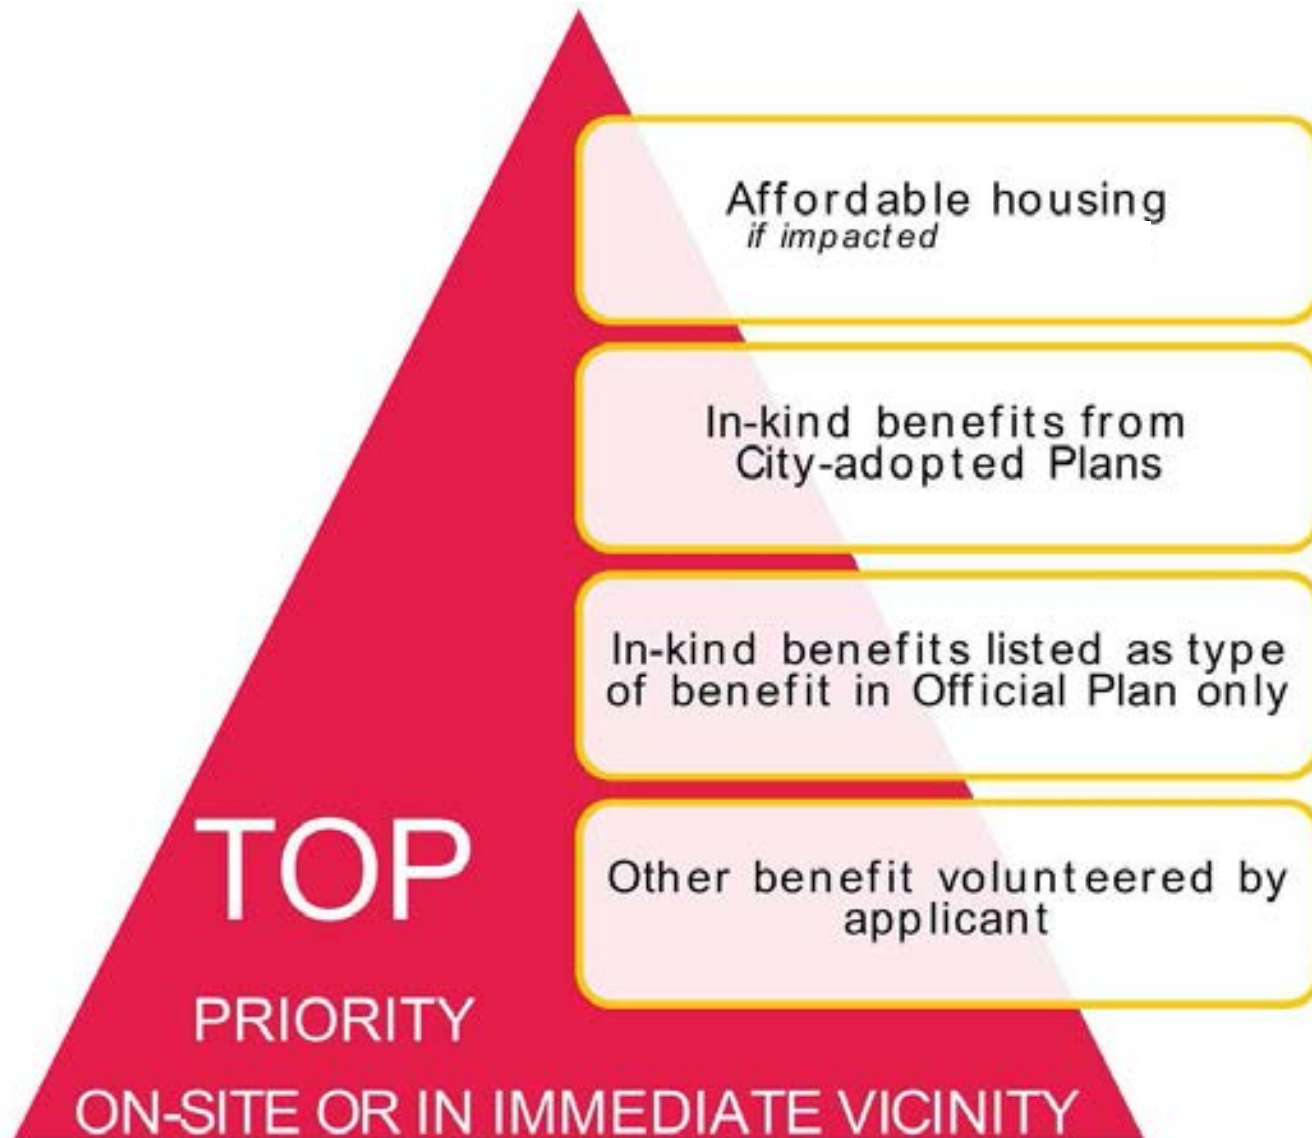 Affordable housing
if impacted
In-kind benefits from
City-adopted Plans
In-kind benefits listed as type
of benefit in Official Plan only
Other benefit volunteered by
applicant
TOP
PRIORITY
ON-SITE OR IN IMMEDIATE VICINITY